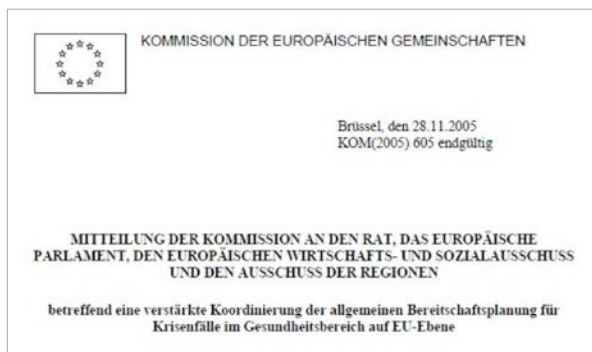 KOMMISSION DER EUROPÄISCHEN GEMEINSCHAFTEN
Brüssel, den 28.11.2005
KOM(2005) 605 endgültig
MITTEILUNG DER KOMMISSION AN DEN RAT, DAS EUROPÄISCHE
PARLAMENT, DEN EUROPÄISCHEN WIRTSCHAFTS- UND SOZIALAUSSCHUSS
UND DEN AUSSCHUSS DER REGIONEN
betreffend eine verstärkte Koordinierung der allgemeinen Bereitschaftsplanung für
Krisenfälle im Gesundheitsbereich auf EU-Ebene